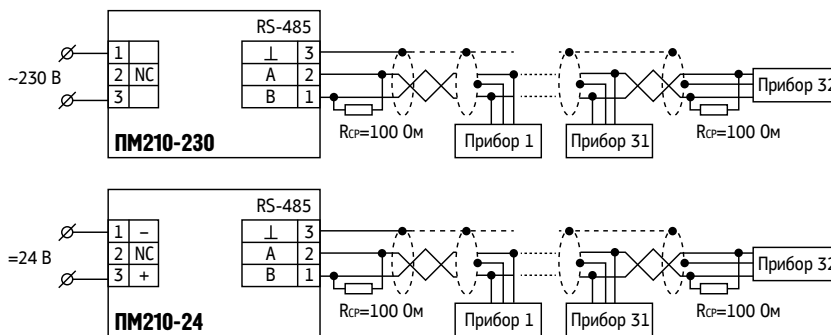 RS-485
1 ⊥ 3
~230 В 2 NC A 2
3 B 1
Rср=100 Ом Прибор 1 Прибор 31 Rср=100 Ом Прибор 32
ПМ210-230
RS-485
1 – ⊥ 3
=24 В 2 NC A 2
3 + B 1
Rср=100 Ом Прибор 1 Прибор 31 Rср=100 Ом Прибор 32
ПМ210-24